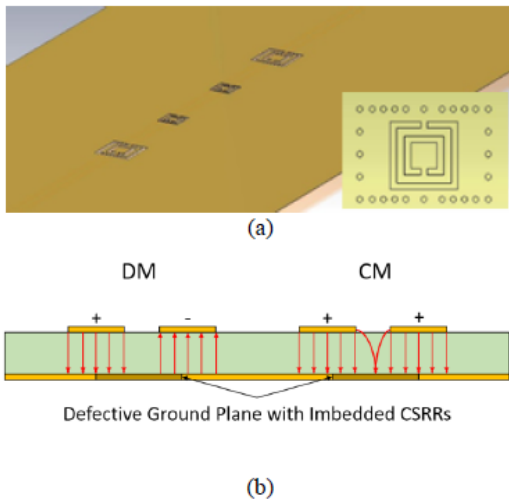 (a)
DM CM
+ - + +
Defective Ground Plane with Imbedded CSRRs
(b)